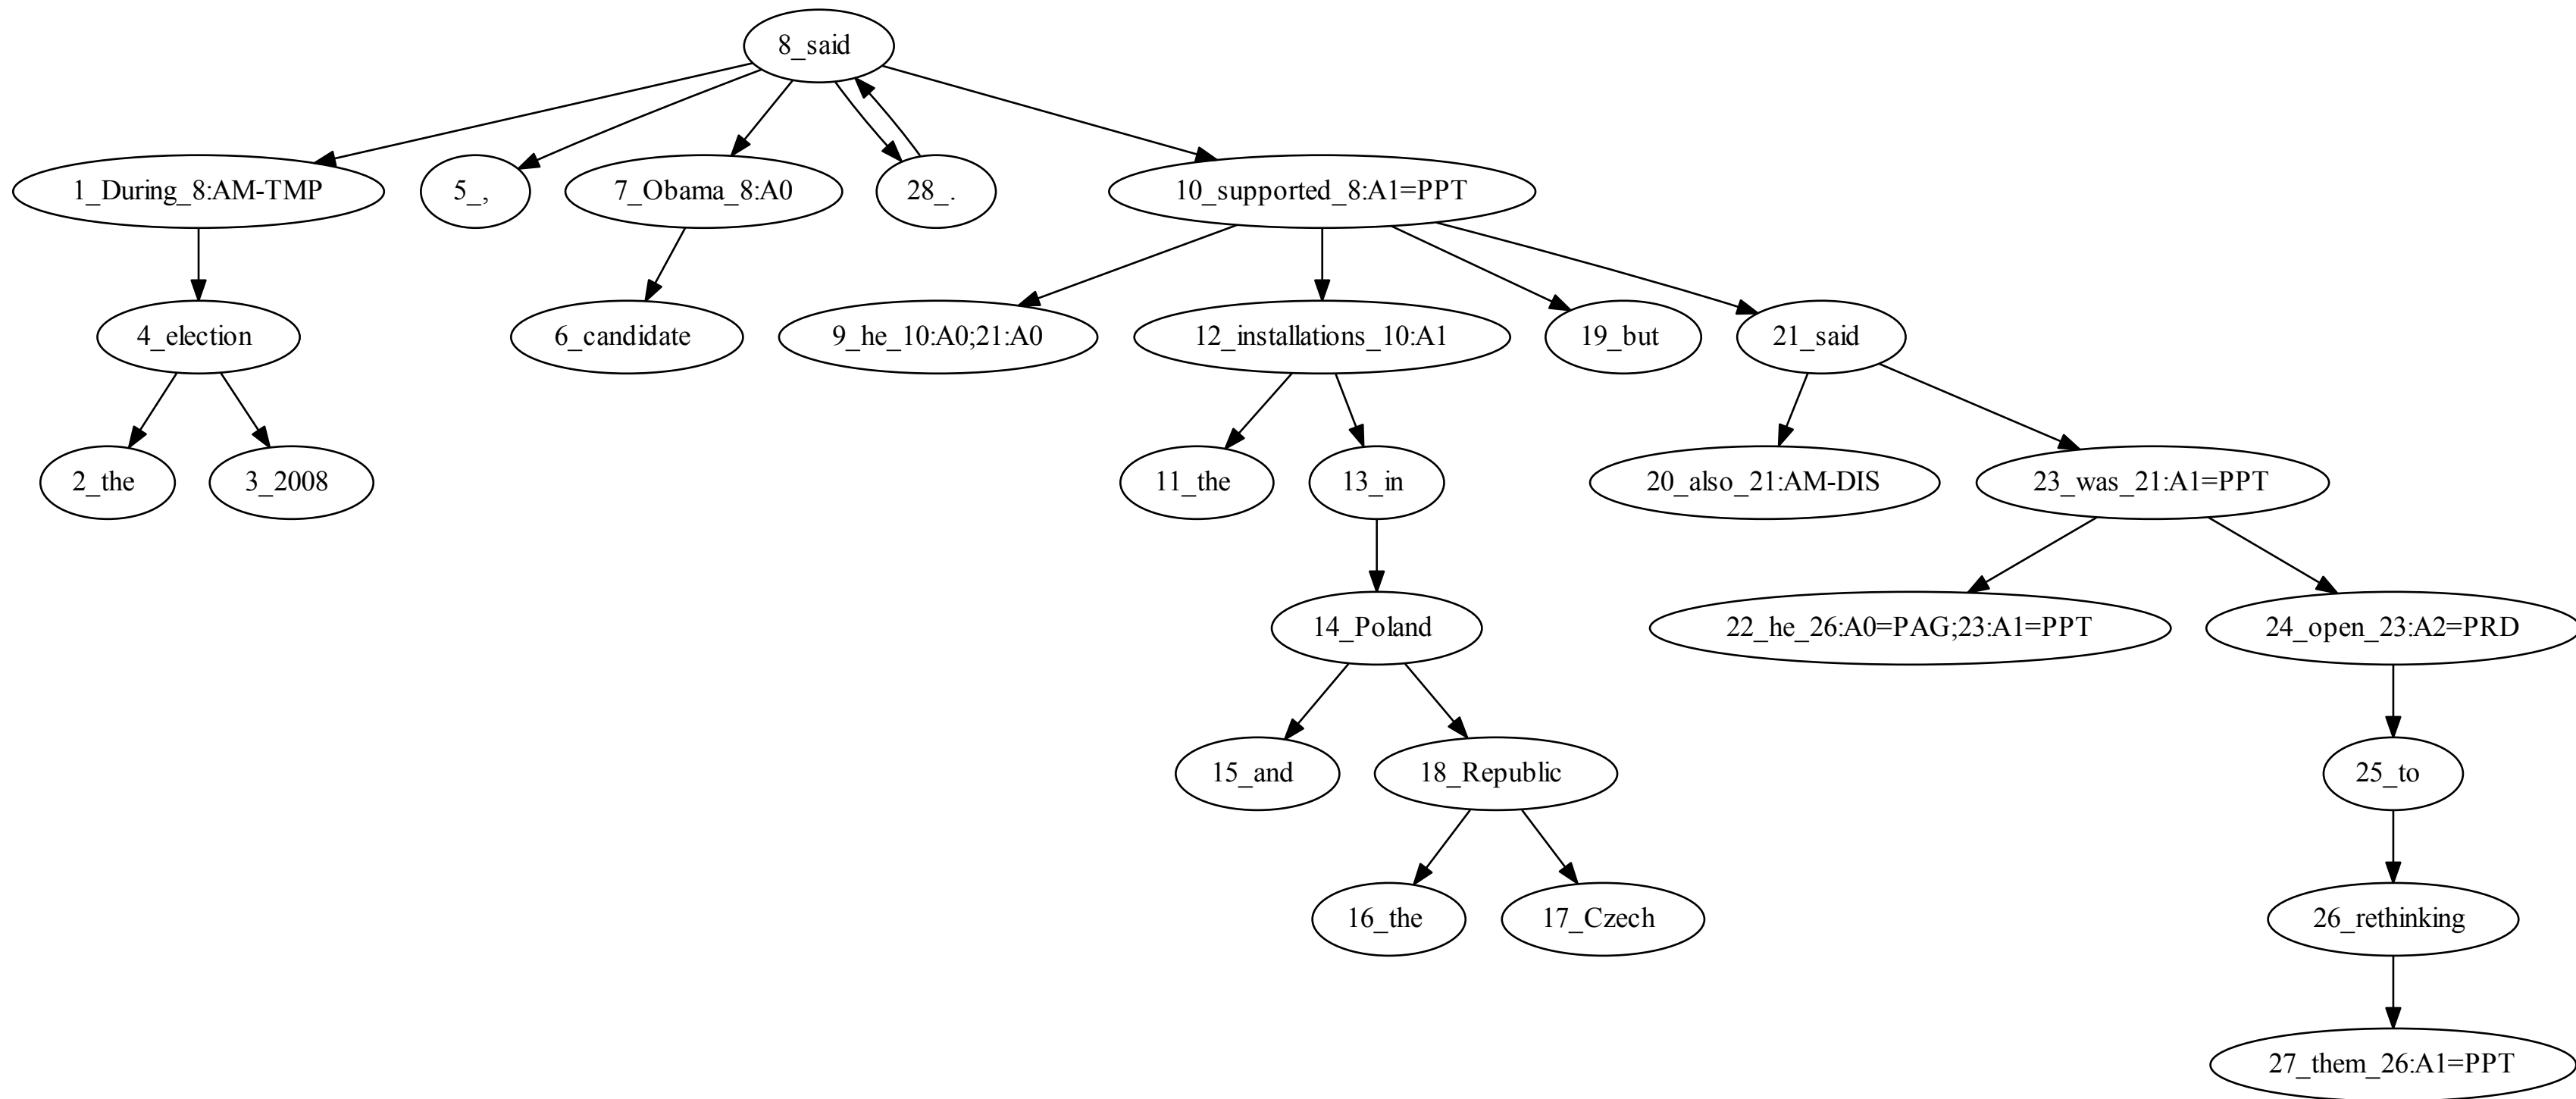 8_said
1_During_8:AM-TMP
5_,
7_Obama_8:A0
28_.
10_supported_8:A1=PPT
4_election
6_candidate
9_he_10:A0;21:A0
12_installations_10:A1
19_but
21_said
2_the
3_2008
11_the
13_in
20_also_21:AM-DIS
23_was_21:A1=PPT
14_Poland
22_he_26:A0=PAG;23:A1=PPT
24_open_23:A2=PRD
15_and
18_Republic
25_to
16_the
17_Czech
26_rethinking
27_them_26:A1=PPT